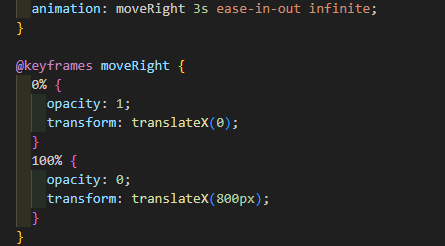 animation: moveRight 3s ease-in-out infinite;
}
@keyframes moveRight {
0% {
opacity: 1;
transform: translateX(0);
}
100% {
opacity: 0;
transform: translateX(800px);
}
}